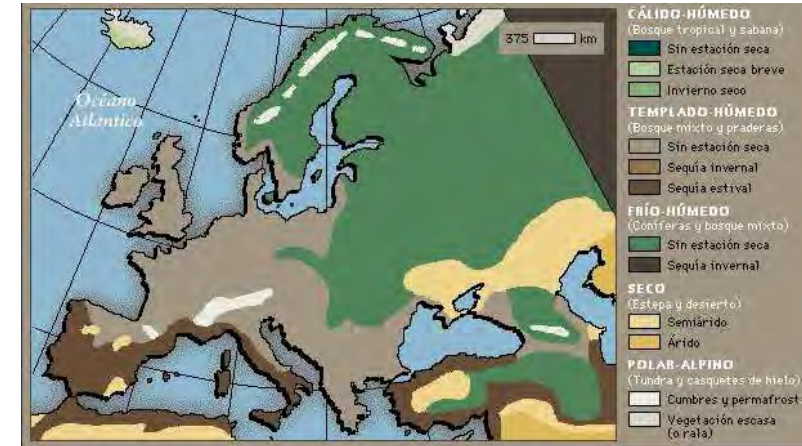 Océano
Atlántico
375 km
CÁLIDO-HÚMEDO
(Bosque tropical y sabana)
Sin estación seca
Estación seca breve
Invierno seco
TEMPLADO-HÚMEDO
(Bosque mixto y praderas)
Sin estación seca
Sequía invernal
Sequía estival
FRÍO-HÚMEDO
(Coníferas y bosque mixto)
Sin estación seca
Sequía invernal
SECO
(Estepa y desierto)
Semiárido
Árido
POLAR-ALPINO
(Tundra y casquetes de hielo)
Cumbres y permafrost
Vegetación escasa
(o rala)